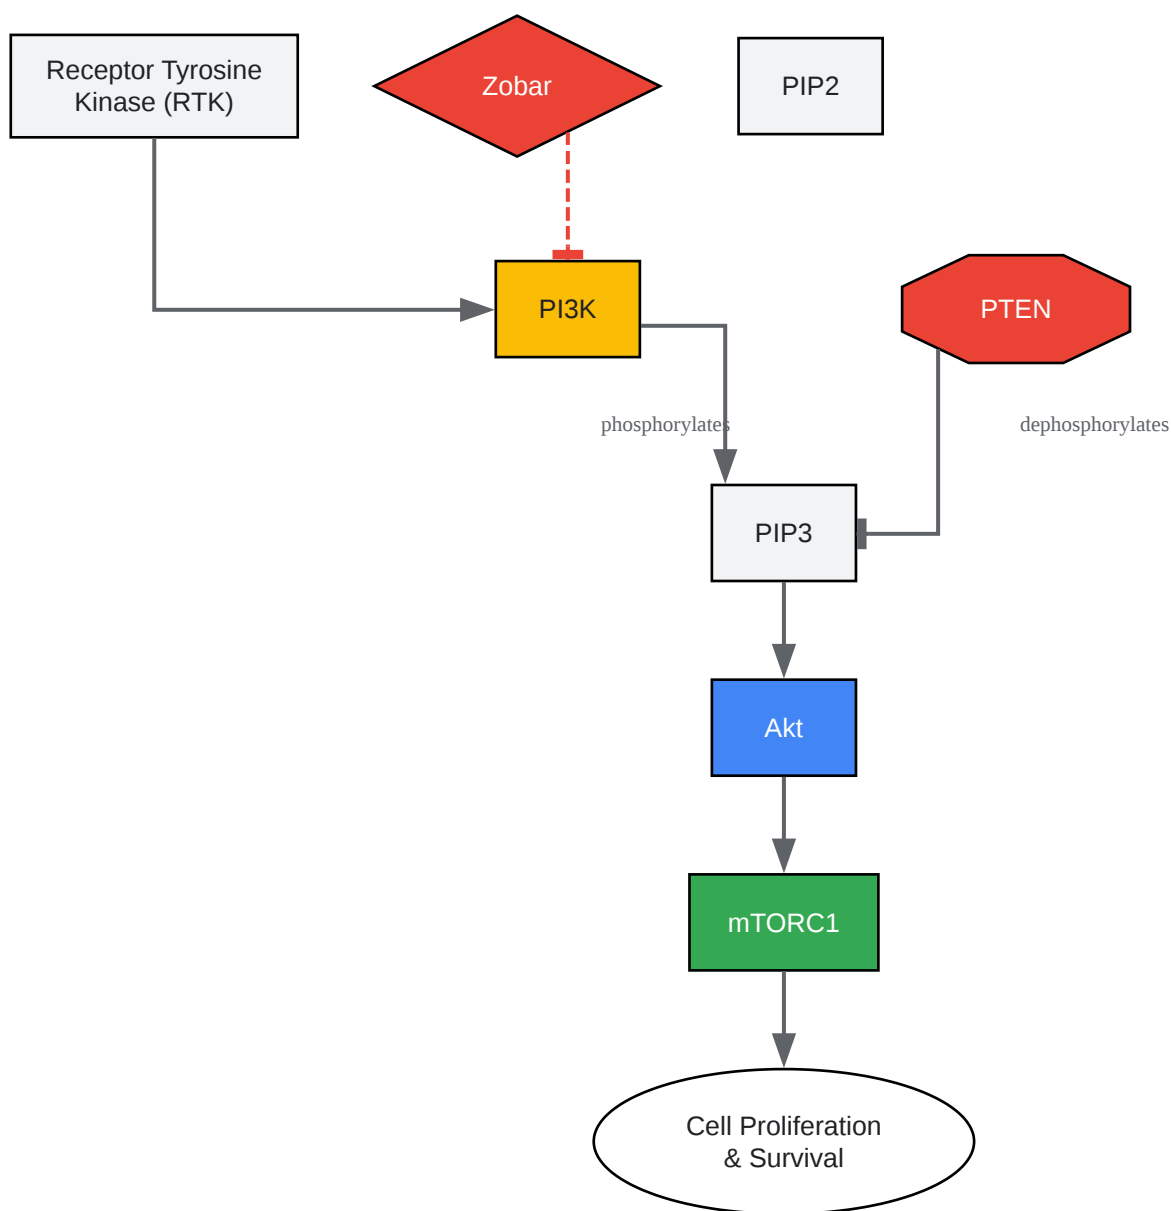 Receptor Tyrosine
Kinase (RTK)
Zobar
PIP2
PI3K
PTEN
phosphorylates
dephosphorylates
PIP3
Akt
mTORC1
Cell Proliferation
& Survival